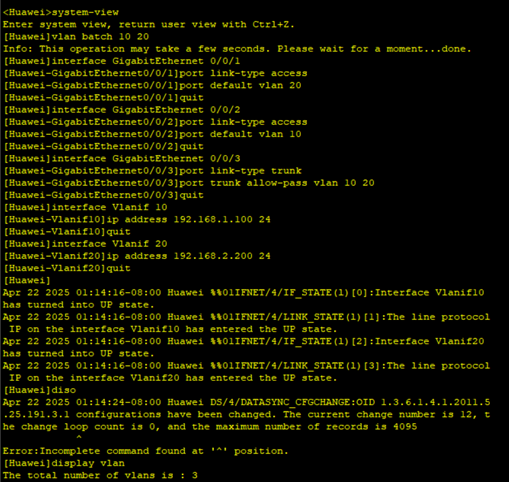 <Huawei>system-view
Enter system view, return user view with Ctrl+Z.
[Huawei]vlan batch 10 20
Info: This operation may take a few seconds. Please wait for a moment...done.
[Huawei]interface GigabitEthernet 0/0/1
[Huawei-GigabitEthernet0/0/1]port link-type access
[Huawei-GigabitEthernet0/0/1]port default vlan 20
[Huawei-GigabitEthernet0/0/1]quit
[Huawei]interface GigabitEthernet 0/0/2
[Huawei-GigabitEthernet0/0/2]port link-type access
[Huawei-GigabitEthernet0/0/2]port default vlan 10
[Huawei-GigabitEthernet0/0/2]quit
[Huawei]interface GigabitEthernet 0/0/3
[Huawei-GigabitEthernet0/0/3]port link-type trunk
[Huawei-GigabitEthernet0/0/3]port trunk allow-pass vlan 10 20
[Huawei-GigabitEthernet0/0/3]quit
[Huawei]interface Vlanif 10
[Huawei-Vlanif10]ip address 192.168.1.100 24
[Huawei-Vlanif10]quit
[Huawei]interface Vlanif 20
[Huawei-Vlanif20]ip address 192.168.2.200 24
[Huawei-Vlanif20]quit
[Huawei]
Apr 22 2025 01:14:16-08:00 Huawei %%01IFNET/4/IF_STATE(l)[0]:Interface Vlanif10
has turned into UP state.
Apr 22 2025 01:14:16-08:00 Huawei %%01IFNET/4/LINK_STATE(l)[1]:The line protocol
IP on the interface Vlanif10 has entered the UP state.
Apr 22 2025 01:14:16-08:00 Huawei %%01IFNET/4/IF_STATE(l)[2]:Interface Vlanif20
has turned into UP state.
Apr 22 2025 01:14:16-08:00 Huawei %%01IFNET/4/LINK_STATE(l)[3]:The line protocol
IP on the interface Vlanif20 has entered the UP state.
[Huawei]diso
Apr 22 2025 01:14:24-08:00 Huawei DS/4/DATASYNC_CFGCHANGE:OID 1.3.6.1.4.1.2011.5
.25.191.3.1 configurations have been changed. The current change number is 12, t
he change loop count is 0, and the maximum number of records is 4095
^
Error:Incomplete command found at '^' position.
[Huawei]display vlan
The total number of vlans is : 3